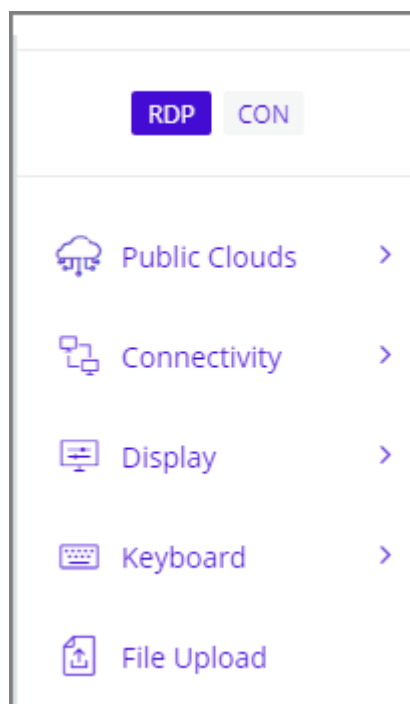 RDP CON
Public Clouds
Connectivity
Display
Keyboard
File Upload